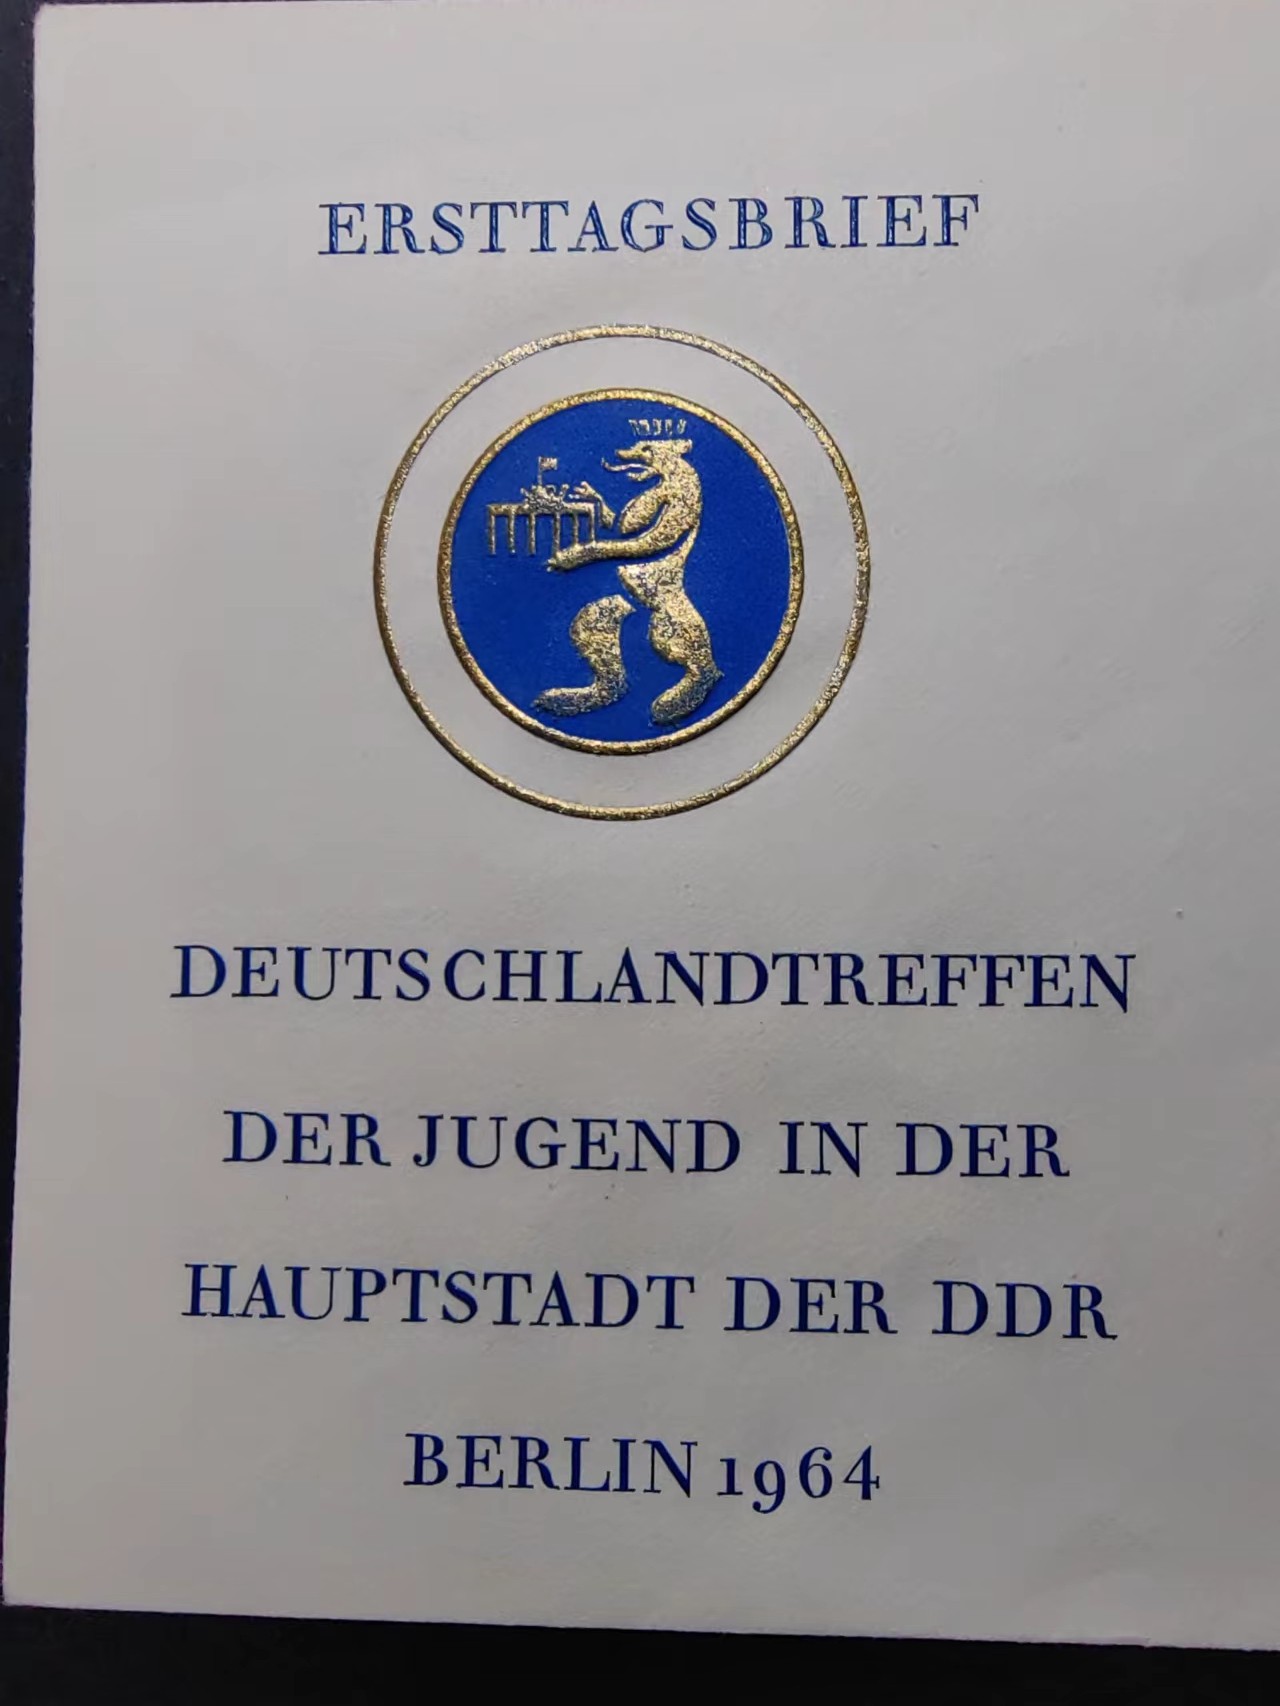 ERSTTAGSBRIEF
DEUTSCHLANDTREFFEN
DER JUGEND IN DER
HAUPTSTADT DER DDR
BERLIN 1964